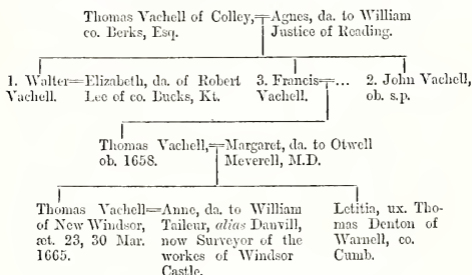 Thomas Vachell of Colley,=Agnes, da. to William
co. Berks, Esq. Justice of Reading.
1. Walter=Elizabeth, da. of Robert 3. Francis=... 2. John Vachell,
Vachell. Lee of co. Bucks, Kt. Vachell. ob. s.p.
Thomas Vachell,=Margaret, da. to Otwell
ob. 1658. Meverell, M.D.
Thomas Vachell=Anne, da. to William Letitia, ux. Tho-
of New Windsor, Taileur, alias Danvill, mas Denton of
æt. 23, 30 Mar. now Surveyor of the Warnell, co.
1665. workes of Windsor Cumb.
Castle.